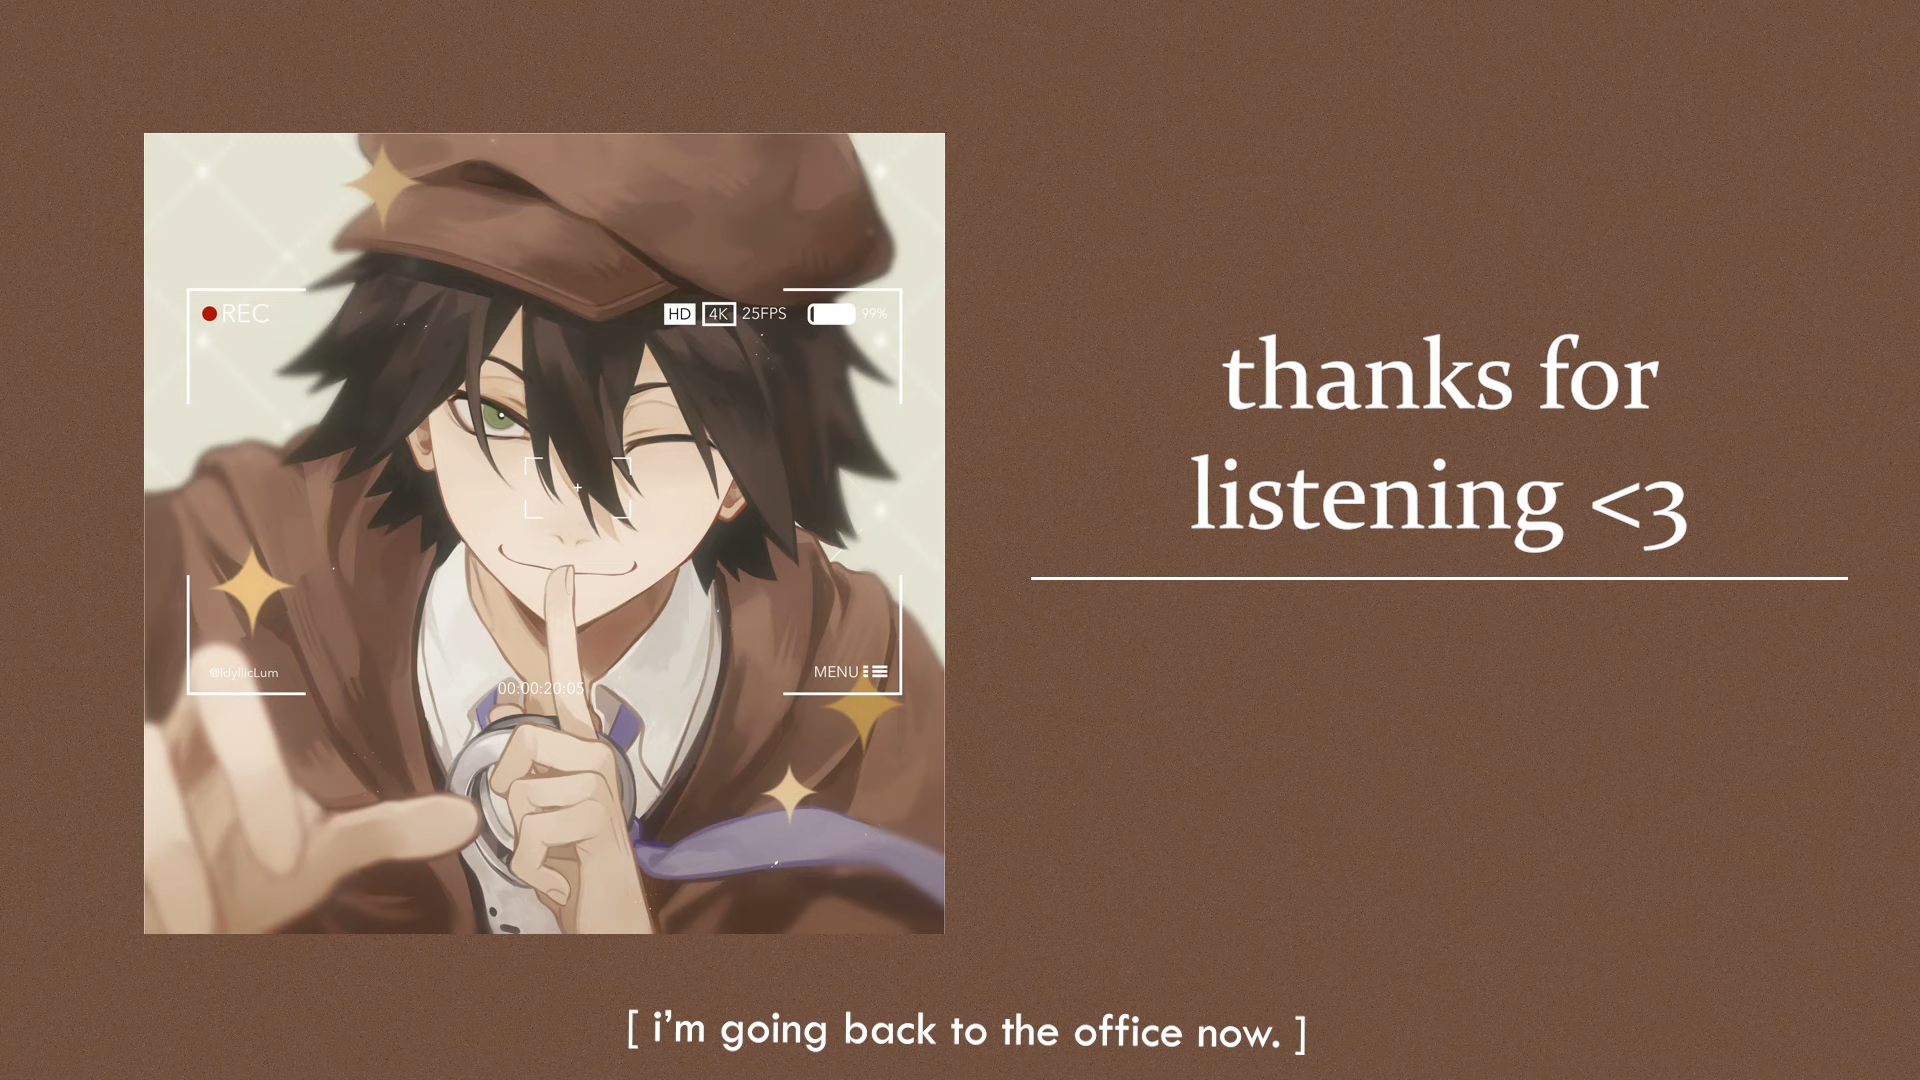 REC
HD 4K 25FPS 99%
@IdyllicLum
00:00:20:05
MENU
thanks for
listening <3
[ i'm going back to the office now. ]